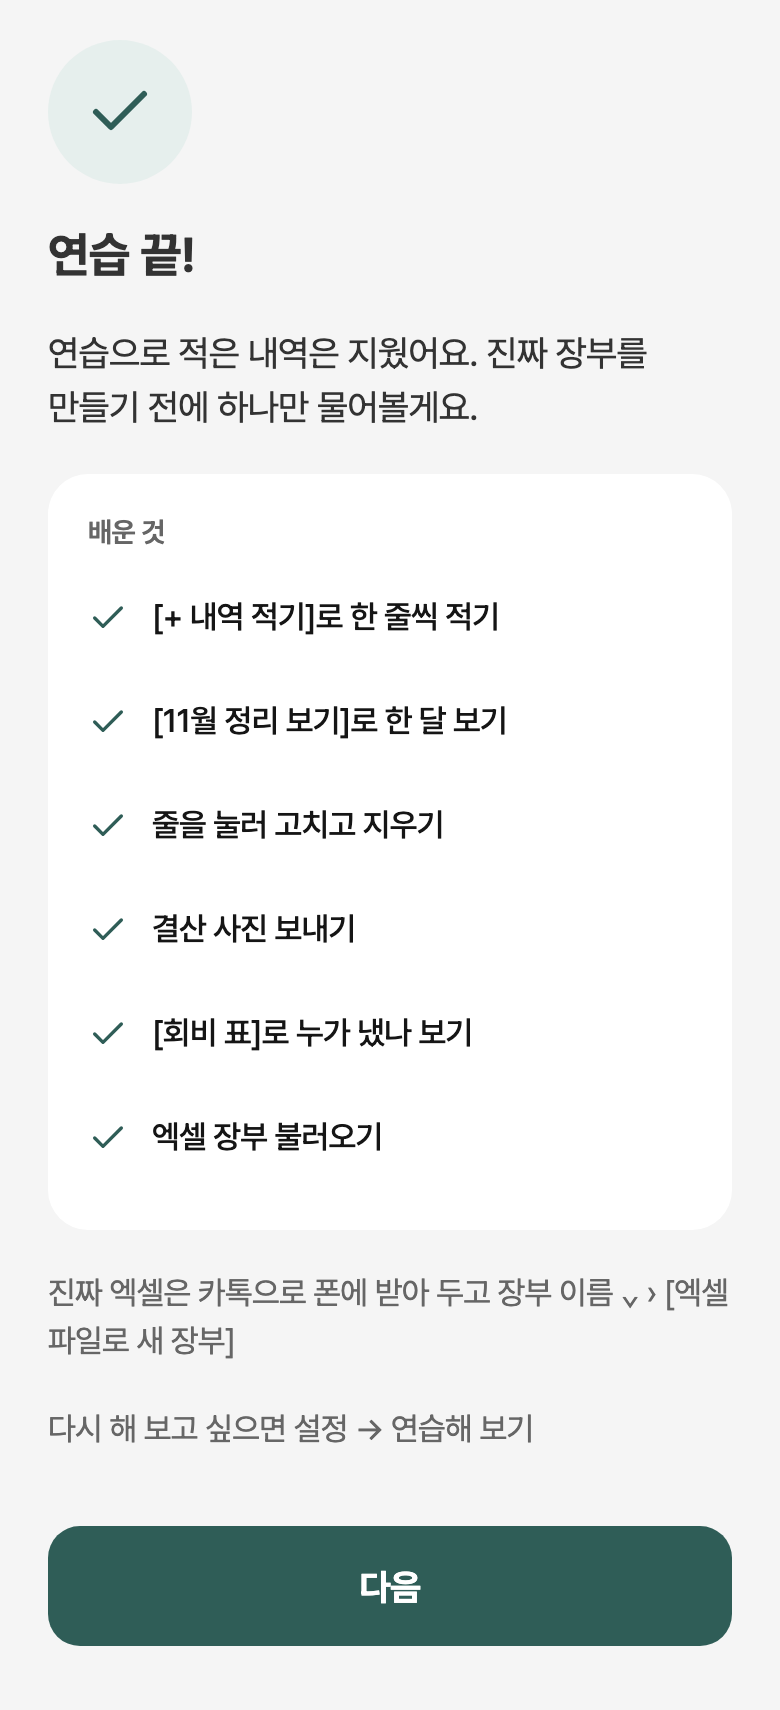 연습 끝!
연습으로 적은 내역은 지웠어요. 진짜 장부를
만들기 전에 하나만 물어볼게요.
배운 것
[+ 내역 적기]로 한 줄씩 적기
[11월 정리 보기]로 한 달 보기
줄을 눌러 고치고 지우기
결산 사진 보내기
[회비 표]로 누가 냈나 보기
엑셀 장부 불러오기
진짜 엑셀은 카톡으로 폰에 받아 두고 장부 이름 ⌄ › [엑셀
파일로 새 장부]
다시 해 보고 싶으면 설정 → 연습해 보기
다음